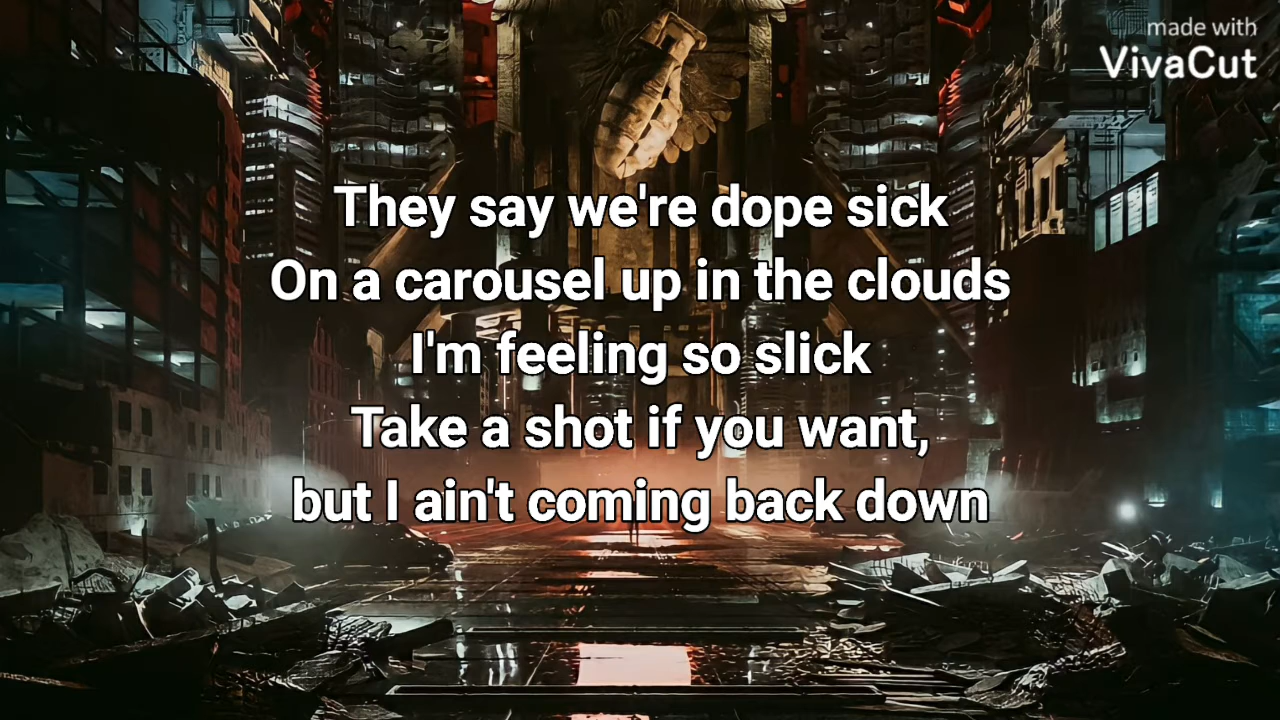 made with
VivaCut
They say we're dope sick
On a carousel up in the clouds
I'm feeling so slick
Take a shot if you want,
but I ain't coming back down